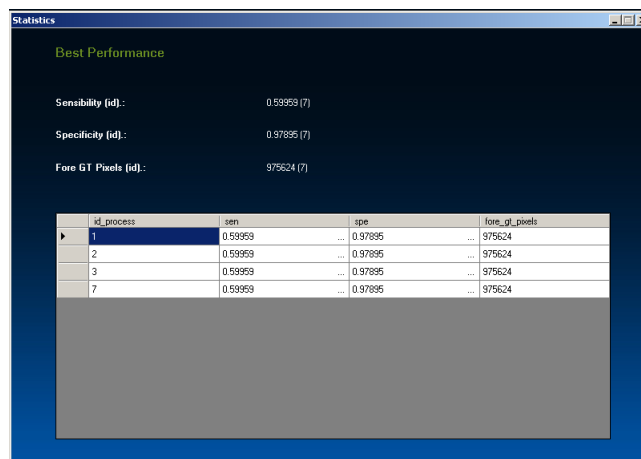 Statistics
Best Performance
Sensibility (id).: 0.59959 (7)
Specificity (id).: 0.97895 (7)
Fore GT Pixels (id).: 975624 (7)
id_process sen spe fore_gt_pixels
1 0.59959 ... 0.97895 ... 975624
2 0.59959 ... 0.97895 ... 975624
3 0.59959 ... 0.97895 ... 975624
7 0.59959 ... 0.97895 ... 975624